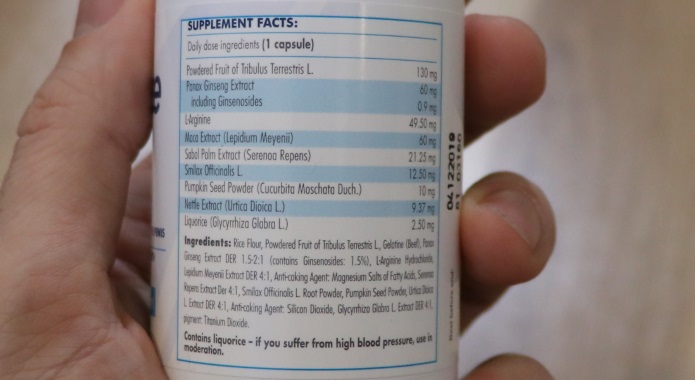 SUPPLEMENT FACTS:
Daily dose ingredients (1 capsule)
Powdered Fruit of Tribulus Terrestris L. 130 mg
Panax Ginseng Extract 60 mg
including Ginsenosides 0.9 mg
L-Arginine 49.50 mg
Maca Extract (Lepidium Meyenii) 60 mg
Sabal Palm Extract (Serenoa Repens) 21.25 mg
Smilax Officinalis L. 12.50 mg
Pumpkin Seed Powder (Cucurbita Moschata Duch.) 10 mg
Nettle Extract (Urtica Dioica L.) 9.37 mg
Liquorice (Glycyrrhiza Glabra L.) 2.50 mg
Ingredients: Rice Flour, Powdered Fruit of Tribulus Terrestris L., Gelatine (Beef), Panax
Ginseng Extract DER 1.5-2:1 (contains Ginsenosides: 1.5%), L-Arginine Hydrochloride,
Lepidium Meyenii Extract DER 4:1, Anti-caking Agent: Magnesium Salts of Fatty Acids, Serenoa
Repens Extract Der 4:1, Smilax Officinalis L. Root Powder, Pumpkin Seed Powder, Urtica Dioica
L. Extract DER 4:1, Anti-caking Agent: Silicon Dioxide, Glycyrrhiza Glabra L. Extract DER 4:1,
pigment: Titanium Dioxide.
Contains liquorice – if you suffer from high blood pressure, use in
moderation.
04122019
Best before end: